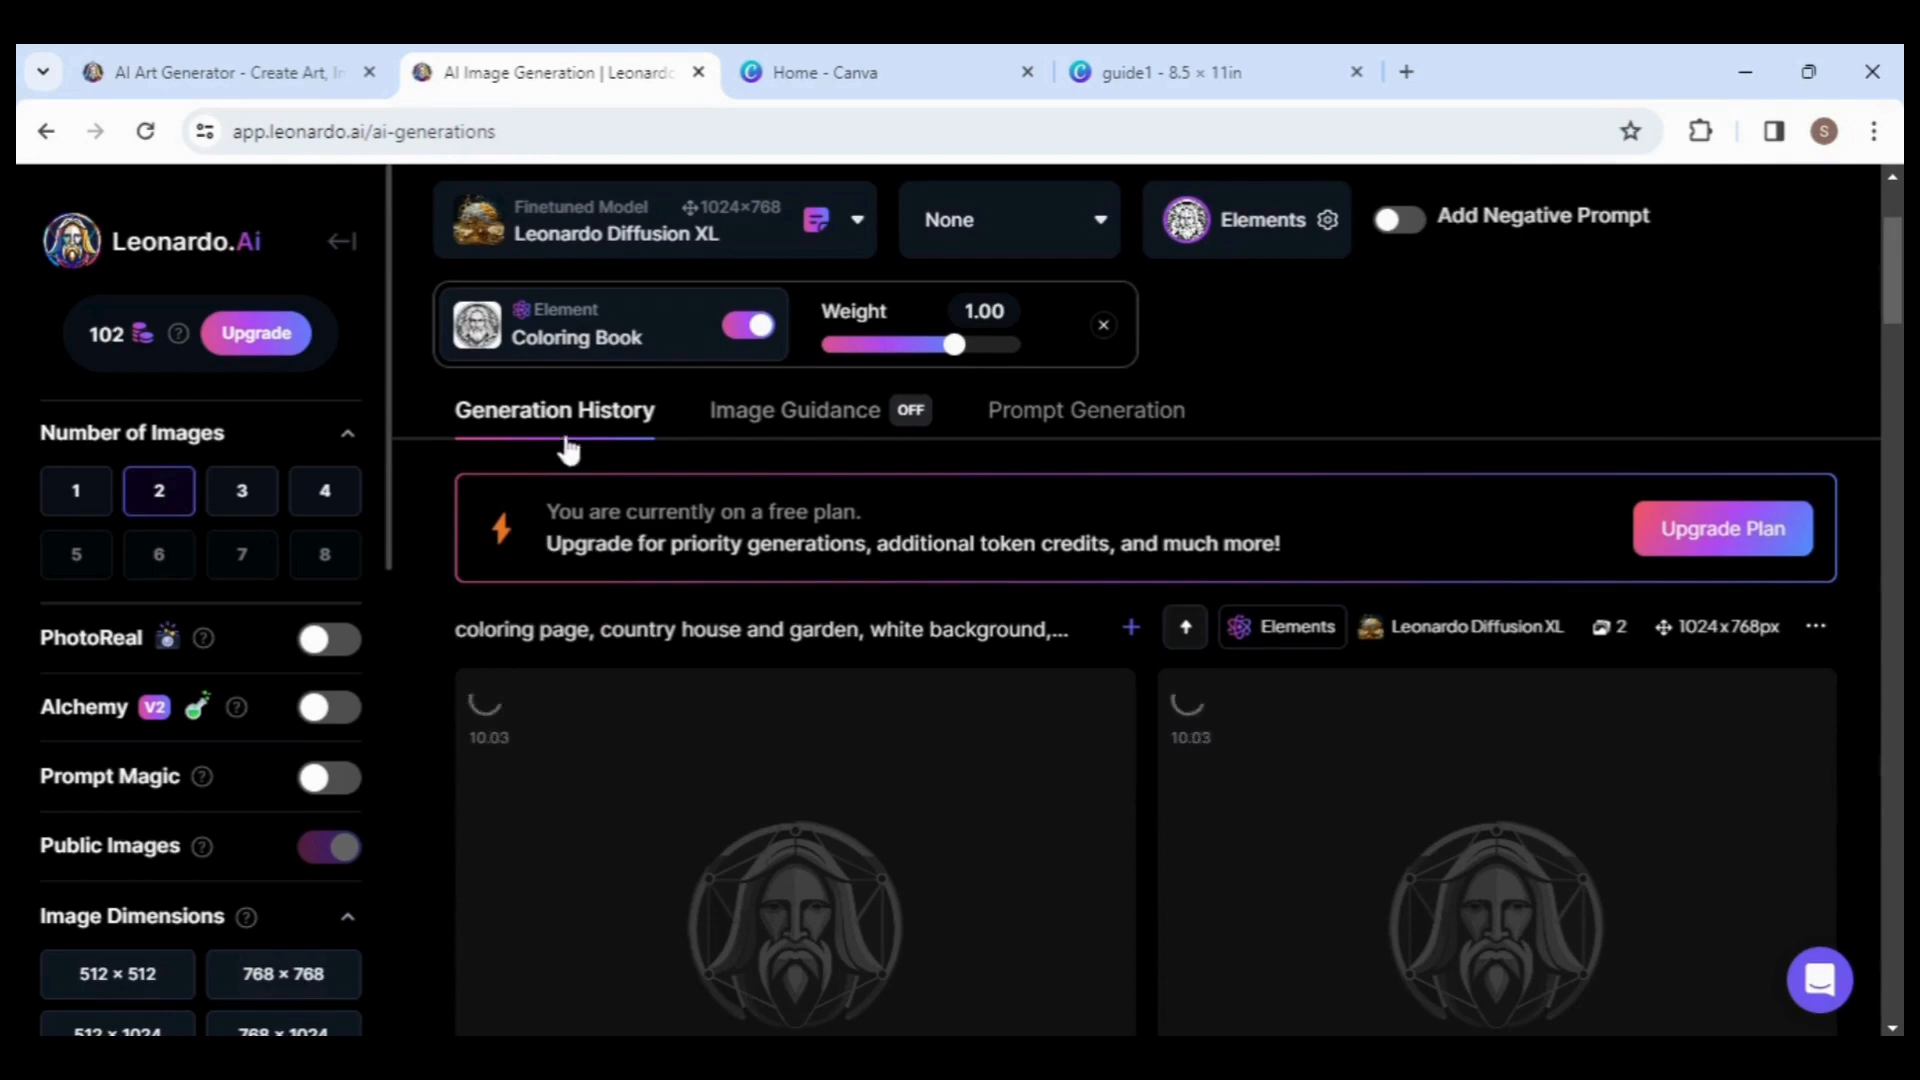 AI Art Generator - Create Art, In
AI Image Generation | Leonardo
Home - Canva
guide1 - 8.5 × 11in
app.leonardo.ai/ai-generations
S
Leonardo.Ai
102
Upgrade
Number of Images
1 2 3 4
5 6 7 8
PhotoReal
Alchemy V2
Prompt Magic
Public Images
Image Dimensions
512 × 512 768 × 768
512 × 1024 768 × 1024
Finetuned Model 1024×768
Leonardo Diffusion XL
None
Elements
Add Negative Prompt
Element
Coloring Book
Weight 1.00
Generation History Image Guidance OFF Prompt Generation
You are currently on a free plan.
Upgrade for priority generations, additional token credits, and much more!
Upgrade Plan
coloring page, country house and garden, white background,... Elements Leonardo Diffusion XL 2 1024x768px
10.03 10.03